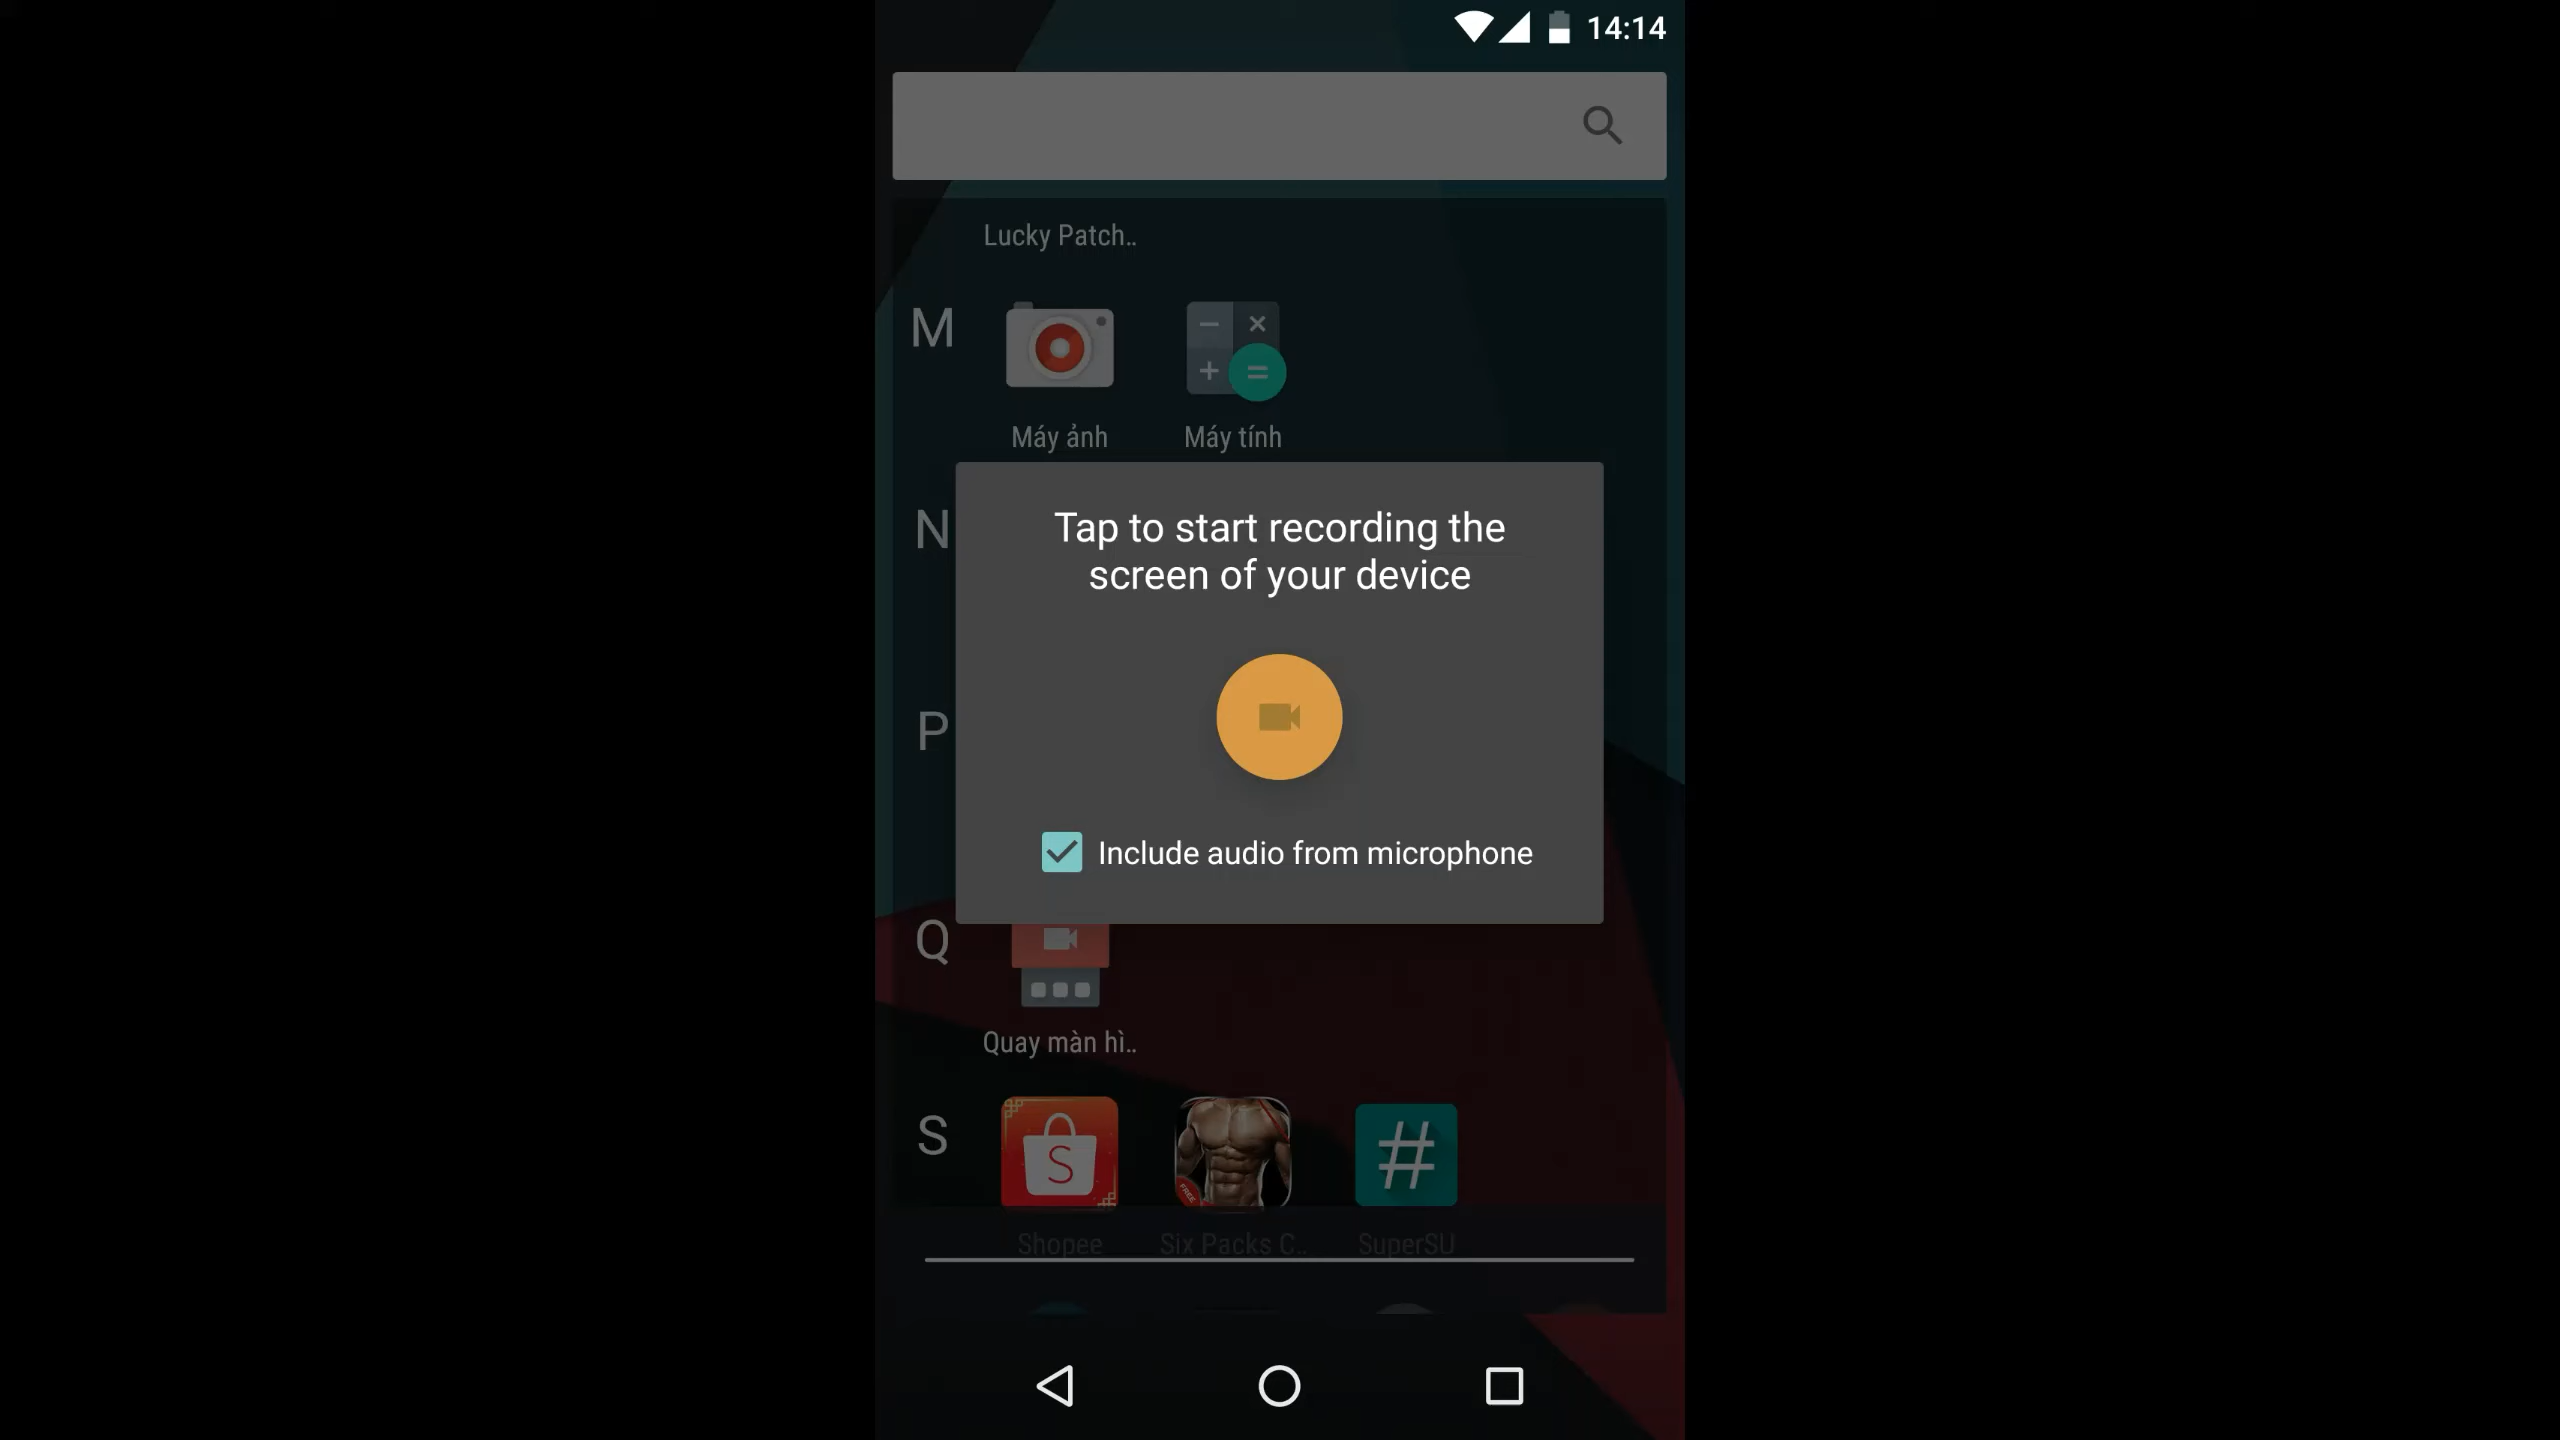 14:14
Lucky Patch..
M
Máy ảnh
Máy tính
N
Tap to start recording the
screen of your device
P
Include audio from microphone
Q
Quay màn hì..
S
S
FREE
#
Shopee
Six Packs C..
SuperSU